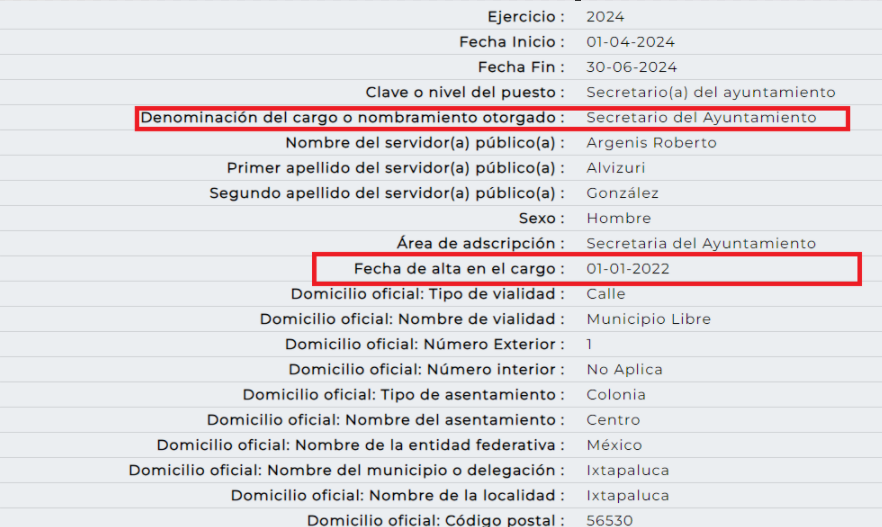 Ejercicio : 2024
Fecha Inicio : 01-04-2024
Fecha Fin : 30-06-2024
Clave o nivel del puesto : Secretario(a) del ayuntamiento
Denominación del cargo o nombramiento otorgado : Secretario del Ayuntamiento
Nombre del servidor(a) público(a) : Argenis Roberto
Primer apellido del servidor(a) público(a) : Alvizuri
Segundo apellido del servidor(a) público(a) : González
Sexo : Hombre
Área de adscripción : Secretaria del Ayuntamiento
Fecha de alta en el cargo : 01-01-2022
Domicilio oficial: Tipo de vialidad : Calle
Domicilio oficial: Nombre de vialidad : Municipio Libre
Domicilio oficial: Número Exterior : 1
Domicilio oficial: Número interior : No Aplica
Domicilio oficial: Tipo de asentamiento : Colonia
Domicilio oficial: Nombre del asentamiento : Centro
Domicilio oficial: Nombre de la entidad federativa : México
Domicilio oficial: Nombre del municipio o delegación : Ixtapaluca
Domicilio oficial: Nombre de la localidad : Ixtapaluca
Domicilio oficial: Código postal : 56530